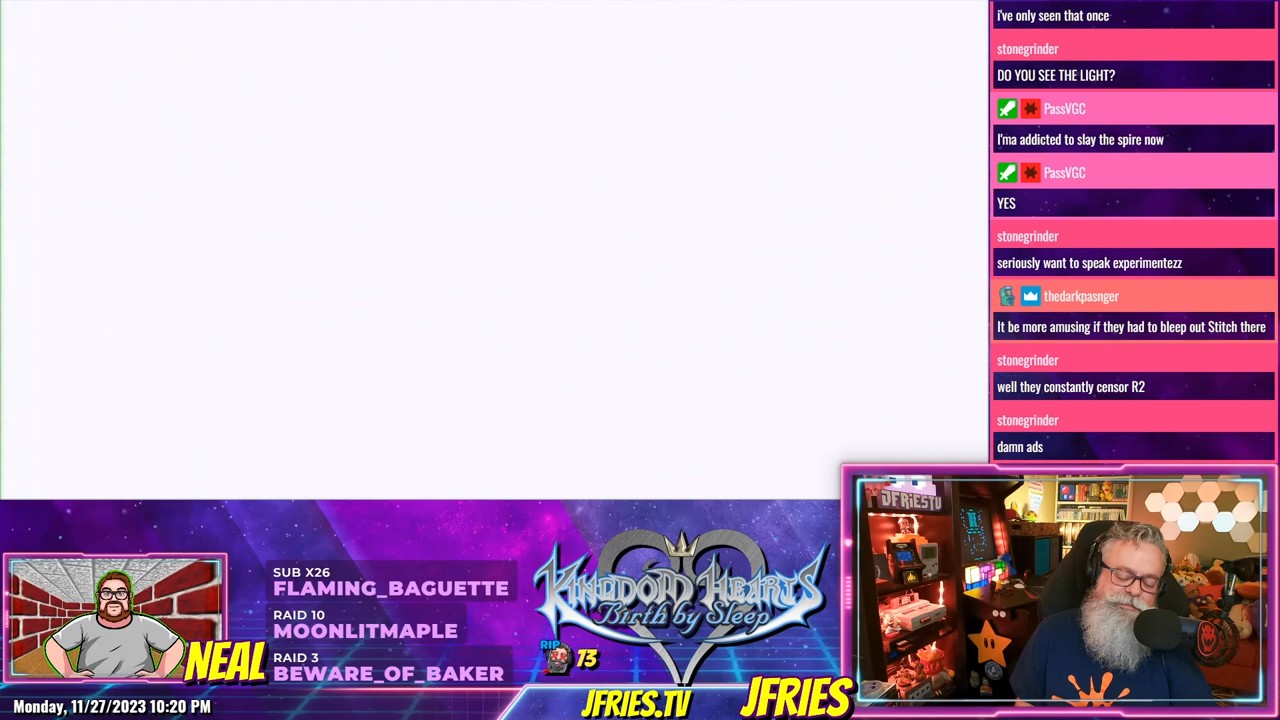 i've only seen that once
stonegrinder
DO YOU SEE THE LIGHT?
PassVGC
I'ma addicted to slay the spire now
PassVGC
YES
stonegrinder
seriously want to speak experimentezz
thedarkpasnger
It be more amusing if they had to bleep out Stitch there
stonegrinder
well they constantly censor R2
stonegrinder
damn ads
JFRIESTV
SUB X26
FLAMING_BAGUETTE
RAID 10
MOONLITMAPLE
RAID 3
BEWARE_OF_BAKER
NEAL
KINGDOM HEARTS
Birth by Sleep
RIP
73
JFRIES.TV
JFRIES
Monday, 11/27/2023 10:20 PM